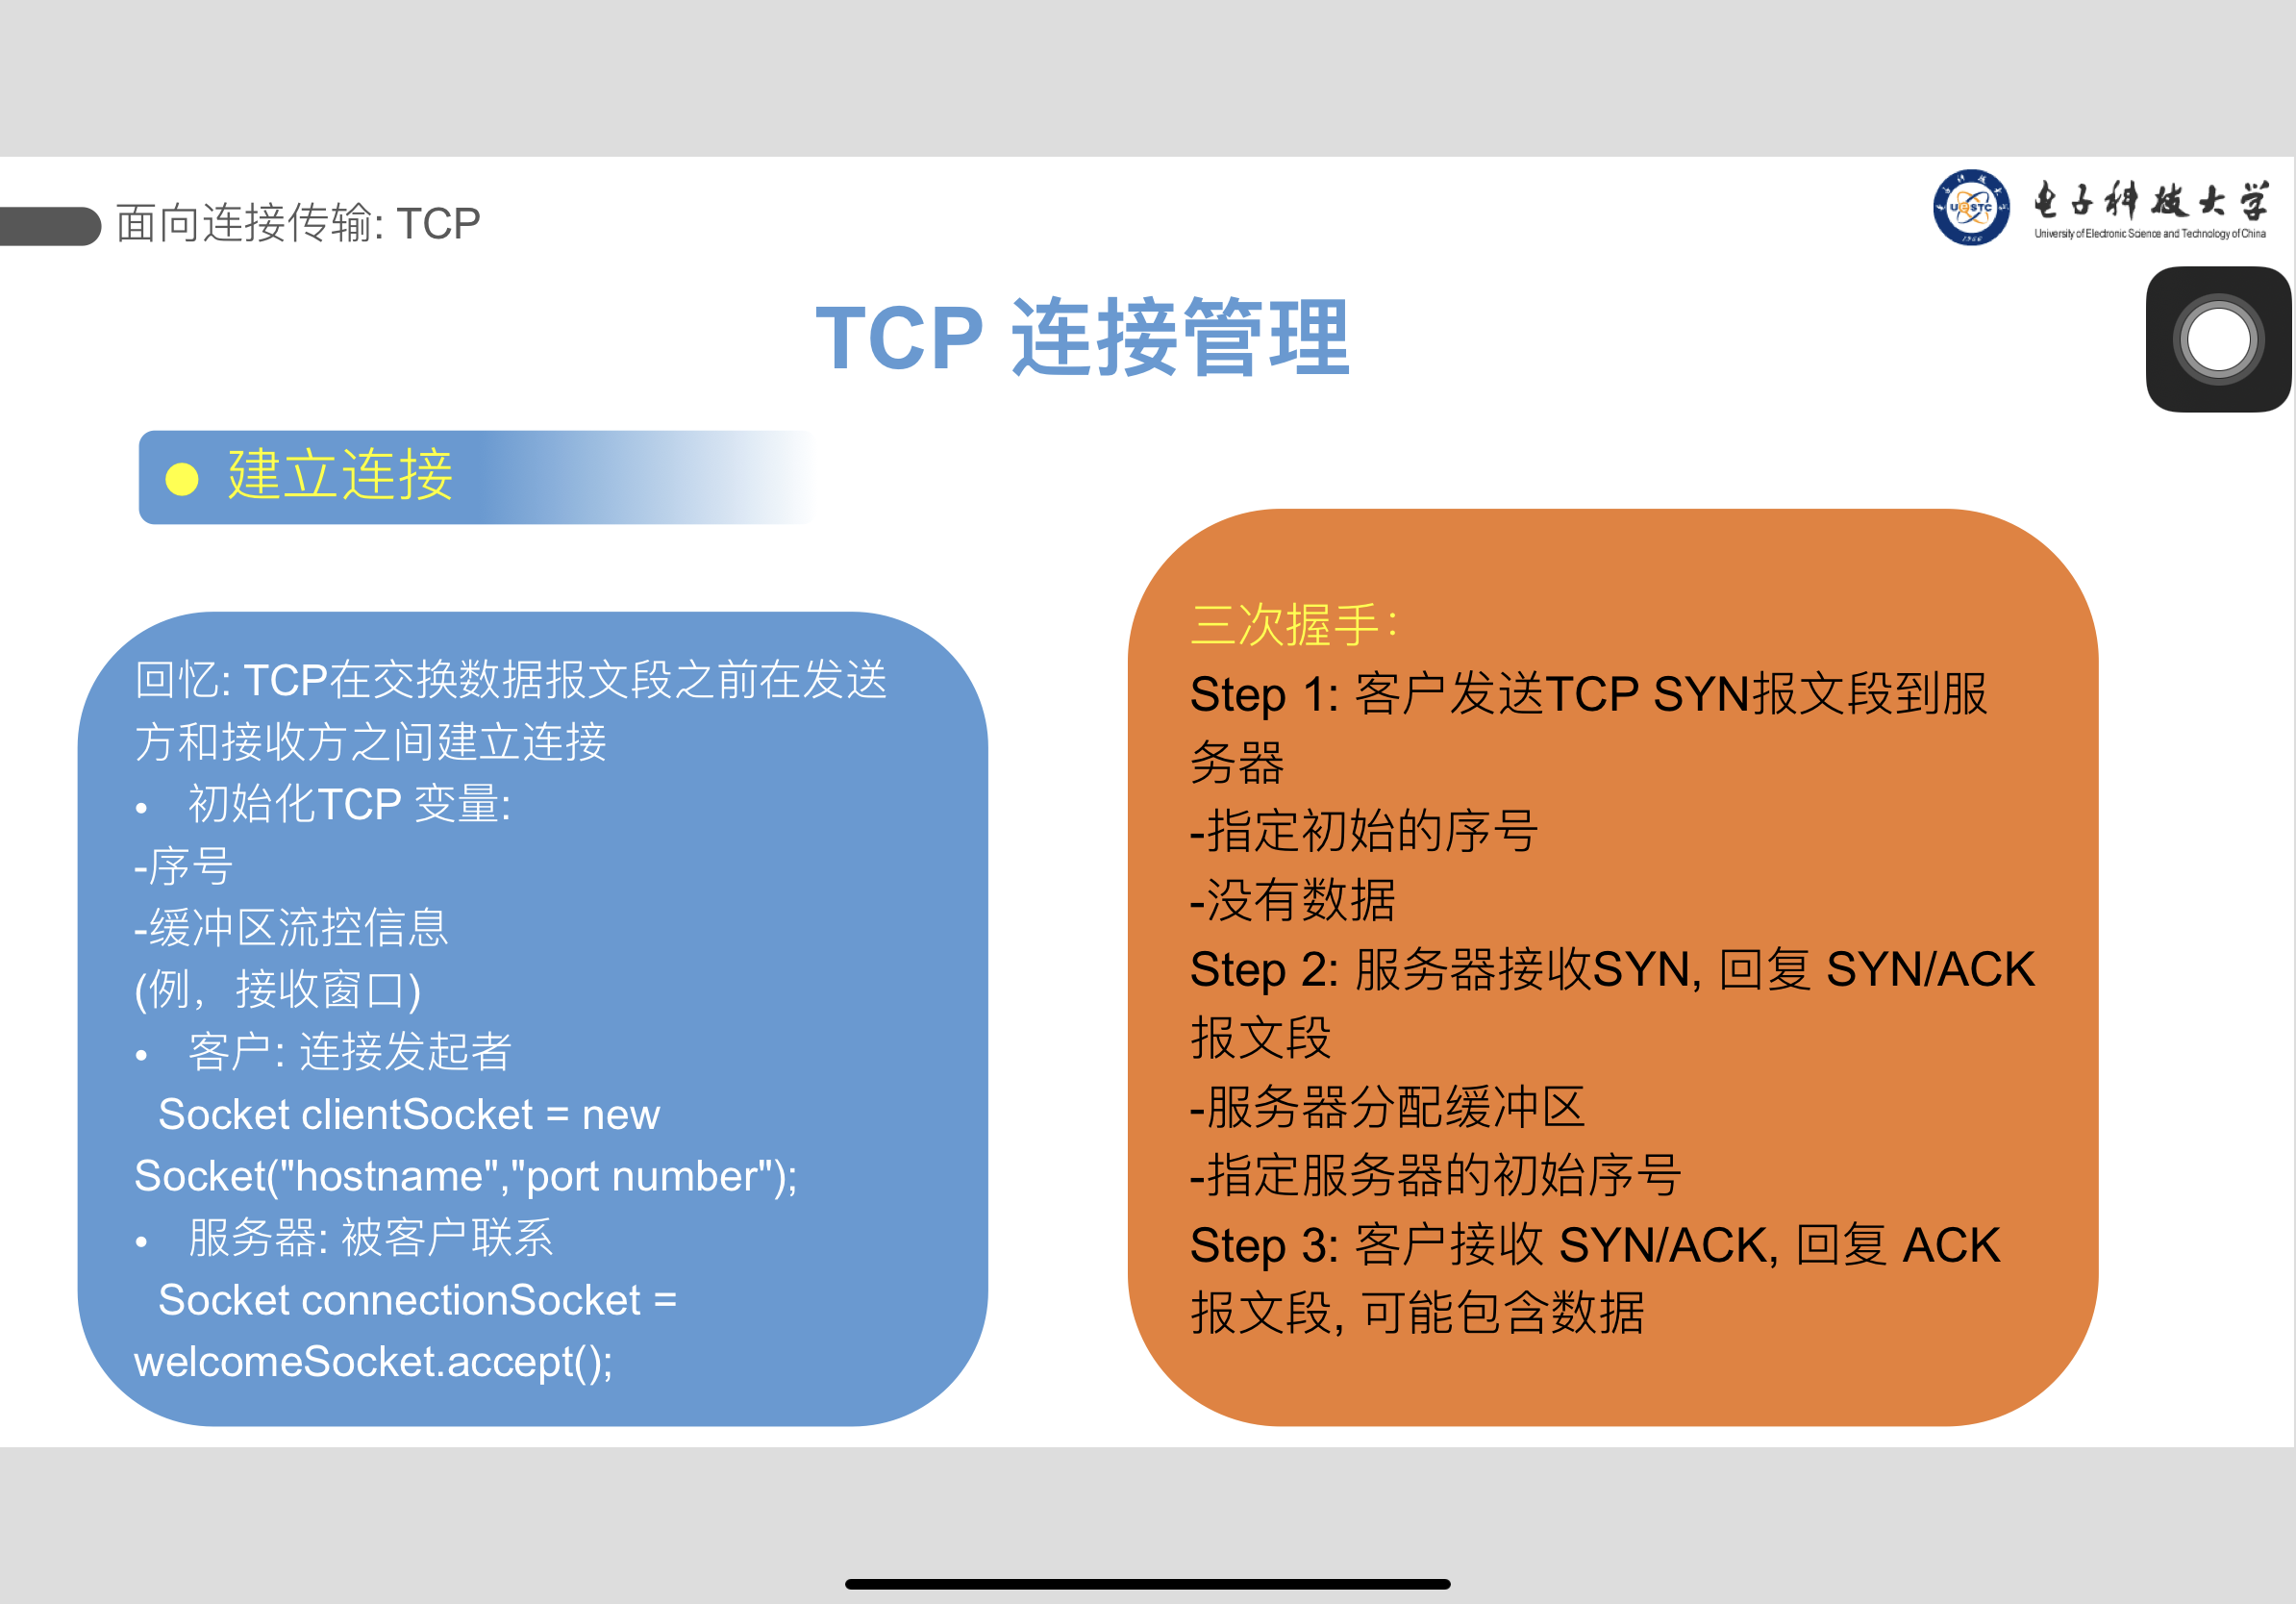 面向连接传输: TCP
电子科技大学
University of Electronic Science and Technology of China
UESTC
1956
TCP 连接管理
● 建立连接
回忆: TCP在交换数据报文段之前在发送
方和接收方之间建立连接
• 初始化TCP 变量:
-序号
-缓冲区流控信息
(例，接收窗口)
• 客户: 连接发起者
Socket clientSocket = new
Socket("hostname","port number");
• 服务器: 被客户联系
Socket connectionSocket =
welcomeSocket.accept();
三次握手:
Step 1: 客户发送TCP SYN报文段到服
务器
-指定初始的序号
-没有数据
Step 2: 服务器接收SYN, 回复 SYN/ACK
报文段
-服务器分配缓冲区
-指定服务器的初始序号
Step 3: 客户接收 SYN/ACK, 回复 ACK
报文段, 可能包含数据